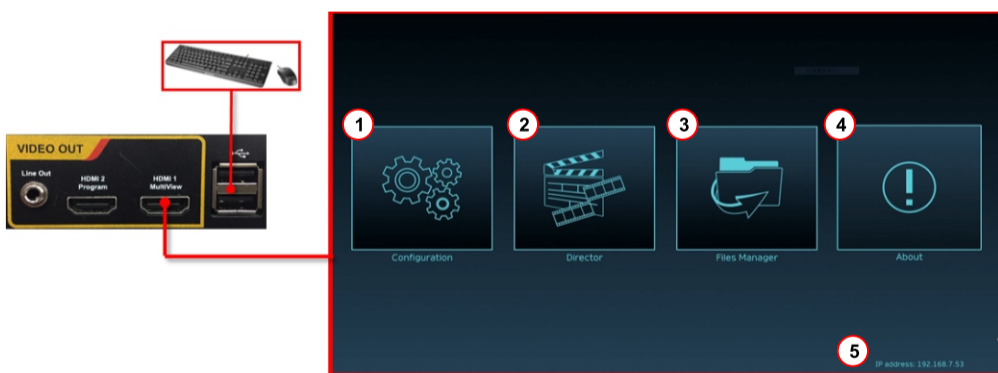 VIDEO OUT
Line Out
HDMI 2
Program
HDMI 1
MultiView
1
2
3
4
Configuration
Director
Files Manager
About
5
IP address: 192.168.7.53